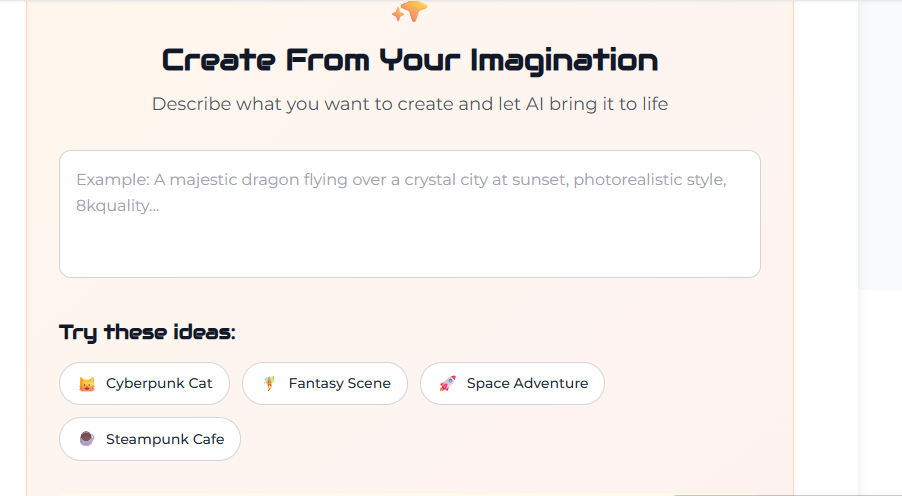 Create From Your Imagination
Describe what you want to create and let AI bring it to life
Example: A majestic dragon flying over a crystal city at sunset, photorealistic style,
8kquality...
Try these ideas:
Cyberpunk Cat
Fantasy Scene
Space Adventure
Steampunk Cafe